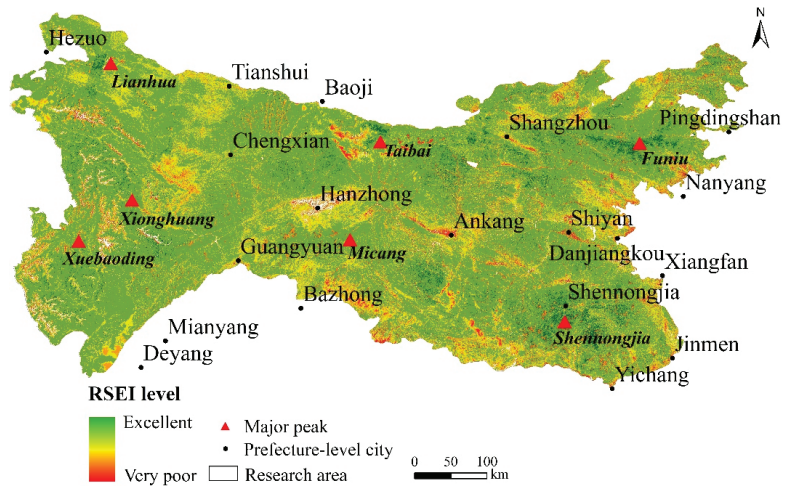 N
Hezuo
Lianhua
Tianshui
Baoji
Shangzhou
Pingdingshan
Chengxian
Taibai
Funiu
Nanyang
Xionghuang
Hanzhong
Ankang
Shiyan
Xuebaoding
Guangyuan
Micang
Danjiangkou
Xiangfan
Bazhong
Shennongjia
Mianyang
Shennongjia
Deyang
Jinmen
Yichang
RSEI level
Excellent
Very poor
Major peak
Prefecture-level city
Research area
0 50 100
km